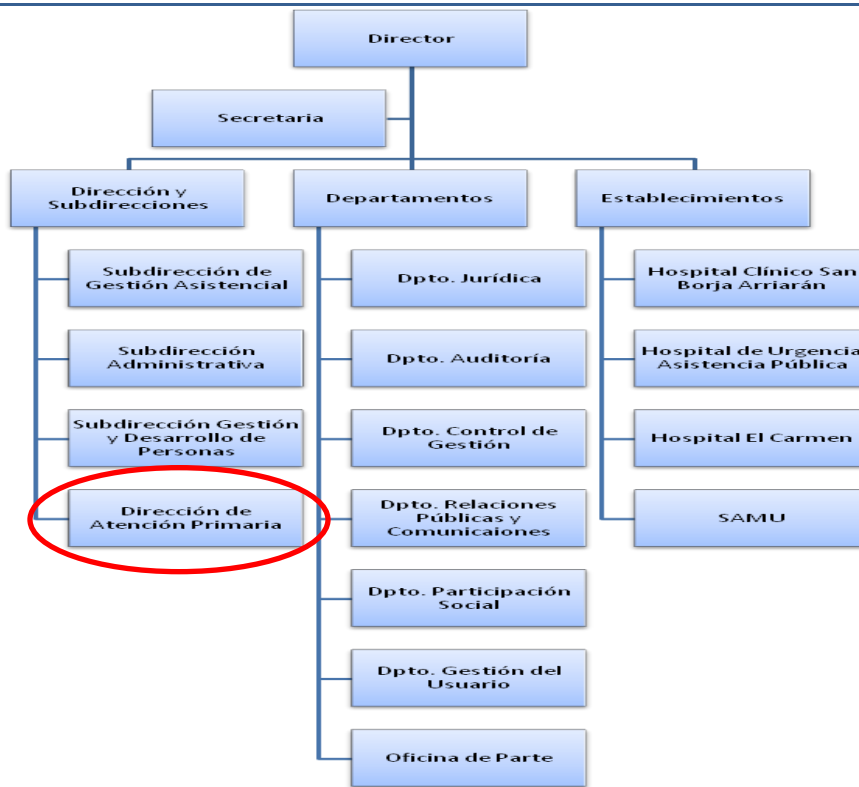 Director
Secretaria
Dirección y
Subdirecciones
Subdirección de
Gestión Asistencial
Subdirección
Administrativa
Subdirección Gestión
y Desarrollo de
Personas
Dirección de
Atención Primaria
Departamentos
Dpto. Jurídica
Dpto. Auditoría
Dpto. Control de
Gestión
Dpto. Relaciones
Públicas y
Comunicaiones
Dpto. Participación
Social
Dpto. Gestión del
Usuario
Oficina de Parte
Establecimientos
Hospital Clínico San
Borja Arriarán
Hospital de Urgencia
Asistencia Pública
Hospital El Carmen
SAMU